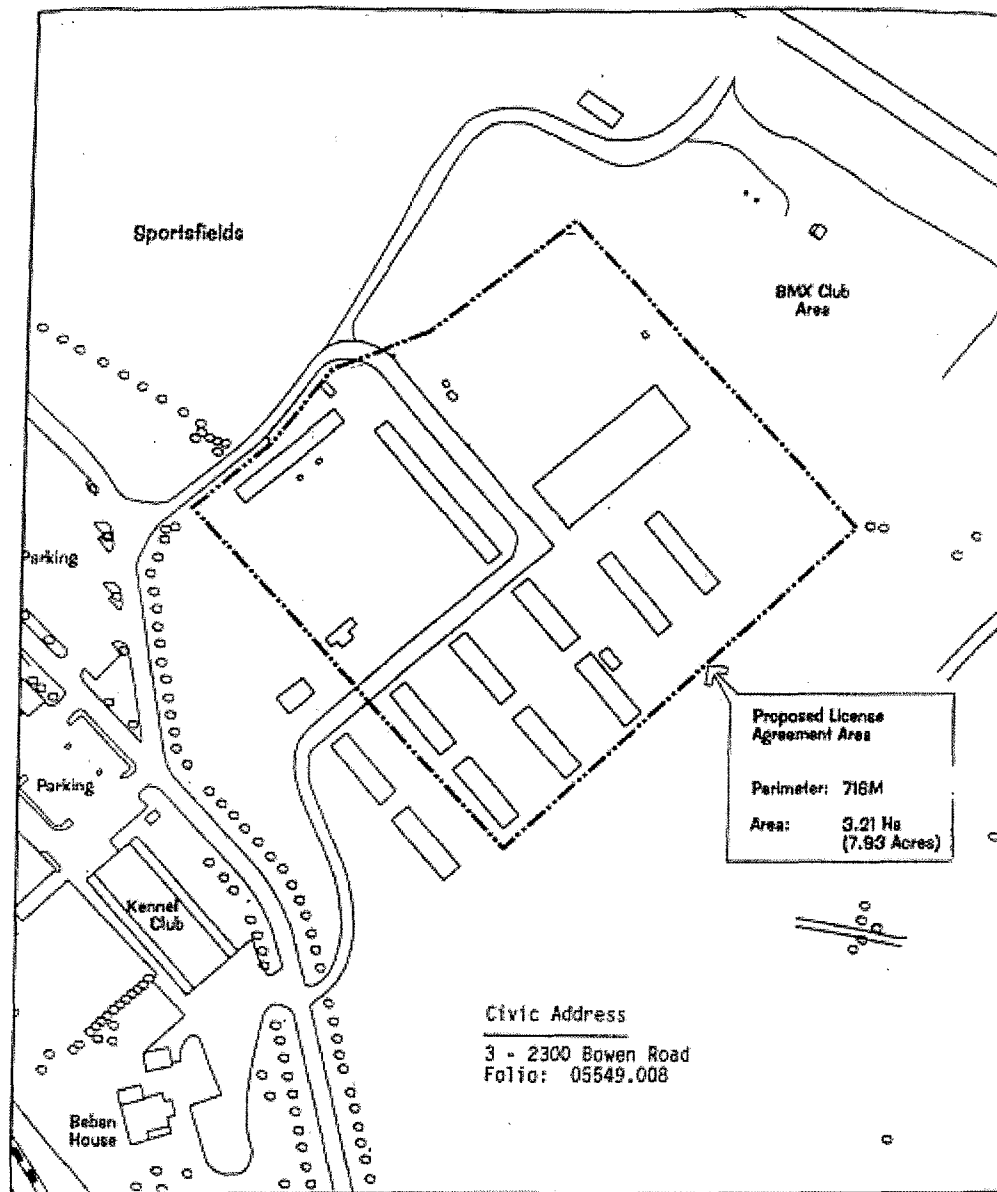 Sportsfields
BMX Club
Area
Parking
Proposed License
Agreement Area
Perimeter: 718M
Area: 3.21 Ha
(7.93 Acres)
Parking
Kennel
Club
Civic Address
3 - 2300 Bowen Road
Folio: 05549.008
Beban
House